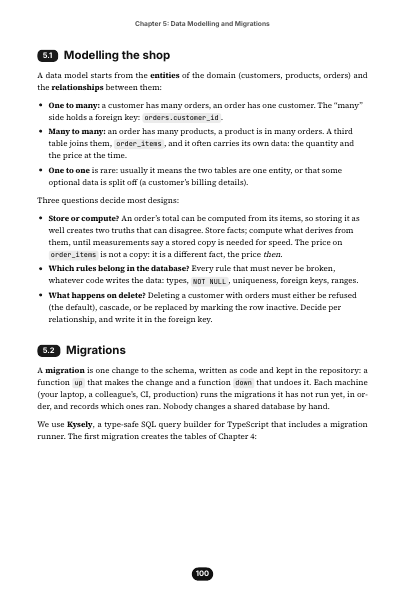 Chapter 5: Data Modelling and Migrations
5.1 Modelling the shop
A data model starts from the entities of the domain (customers, products, orders) and
the relationships between them:
• One to many: a customer has many orders, an order has one customer. The “many”
side holds a foreign key: orders.customer_id.
• Many to many: an order has many products, a product is in many orders. A third
table joins them, order_items, and it often carries its own data: the quantity and
the price at the time.
• One to one is rare: usually it means the two tables are one entity, or that some
optional data is split off (a customer’s billing details).
Three questions decide most designs:
• Store or compute? An order’s total can be computed from its items, so storing it as
well creates two truths that can disagree. Store facts; compute what derives from
them, until measurements say a stored copy is needed for speed. The price on
order_items is not a copy: it is a different fact, the price then.
• Which rules belong in the database? Every rule that must never be broken,
whatever code writes the data: types, NOT NULL, uniqueness, foreign keys, ranges.
• What happens on delete? Deleting a customer with orders must either be refused
(the default), cascade, or be replaced by marking the row inactive. Decide per
relationship, and write it in the foreign key.
5.2 Migrations
A migration is one change to the schema, written as code and kept in the repository: a
function up that makes the change and a function down that undoes it. Each machine
(your laptop, a colleague’s, CI, production) runs the migrations it has not run yet, in or-
der, and records which ones ran. Nobody changes a shared database by hand.
We use Kysely, a type-safe SQL query builder for TypeScript that includes a migration
runner. The first migration creates the tables of Chapter 4:
100